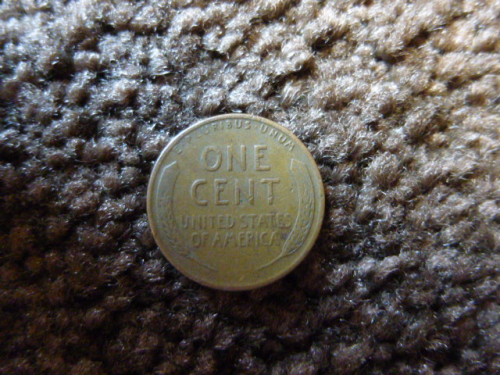 E·PLURIBUS·UNUM
ONE
CENT
UNITED STATES
OF AMERICA